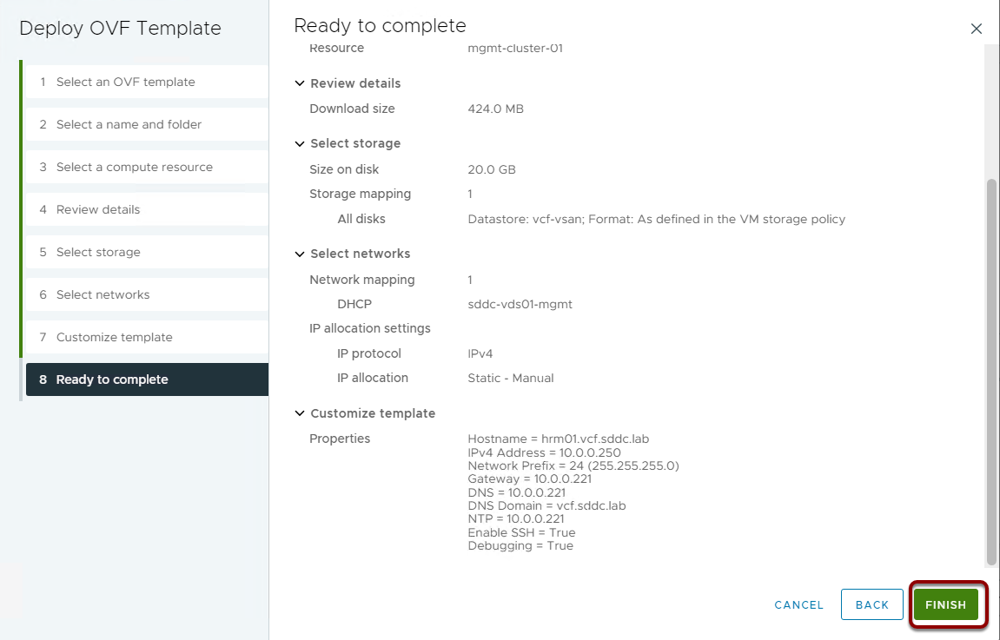 Deploy OVF Template
1 Select an OVF template
2 Select a name and folder
3 Select a compute resource
4 Review details
5 Select storage
6 Select networks
7 Customize template
8 Ready to complete
Ready to complete
Resource mgmt-cluster-01
Review details
Download size 424.0 MB
Select storage
Size on disk 20.0 GB
Storage mapping 1
All disks Datastore: vcf-vsan; Format: As defined in the VM storage policy
Select networks
Network mapping 1
DHCP sddc-vds01-mgmt
IP allocation settings
IP protocol IPv4
IP allocation Static - Manual
Customize template
Properties Hostname = hrm01.vcf.sddc.lab
IPv4 Address = 10.0.0.250
Network Prefix = 24 (255.255.255.0)
Gateway = 10.0.0.221
DNS = 10.0.0.221
DNS Domain = vcf.sddc.lab
NTP = 10.0.0.221
Enable SSH = True
Debugging = True
CANCEL BACK FINISH